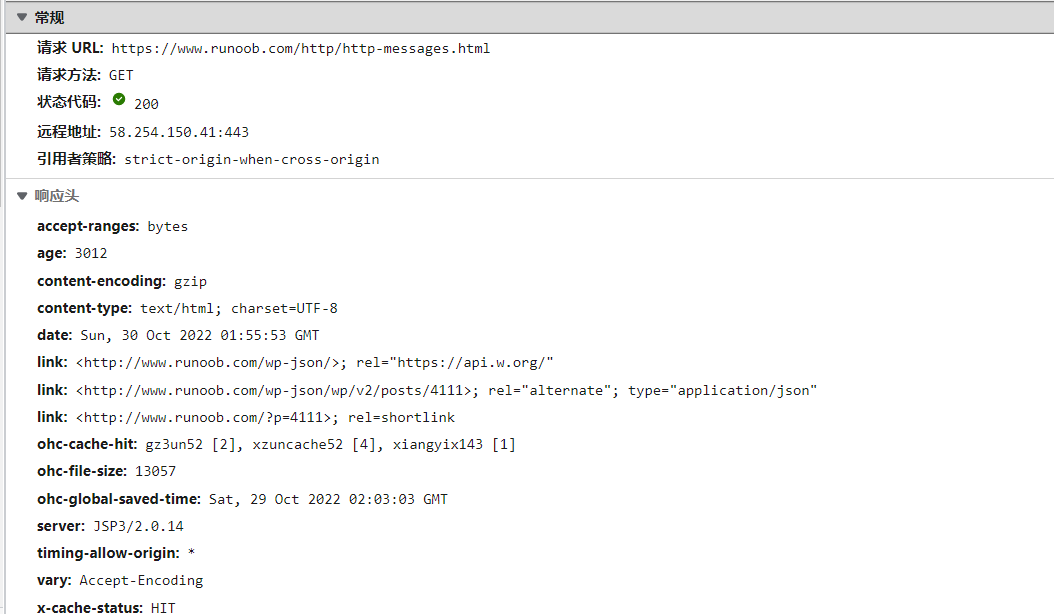 常规
请求 URL: https://www.runoob.com/http/http-messages.html
请求方法: GET
状态代码: 200
远程地址: 58.254.150.41:443
引用者策略: strict-origin-when-cross-origin
响应头
accept-ranges: bytes
age: 3012
content-encoding: gzip
content-type: text/html; charset=UTF-8
date: Sun, 30 Oct 2022 01:55:53 GMT
link: <http://www.runoob.com/wp-json/>; rel="https://api.w.org/"
link: <http://www.runoob.com/wp-json/wp/v2/posts/4111>; rel="alternate"; type="application/json"
link: <http://www.runoob.com/?p=4111>; rel=shortlink
ohc-cache-hit: gz3un52 [2], xzuncache52 [4], xiangyix143 [1]
ohc-file-size: 13057
ohc-global-saved-time: Sat, 29 Oct 2022 02:03:03 GMT
server: JSP3/2.0.14
timing-allow-origin: *
vary: Accept-Encoding
x-cache-status: HIT